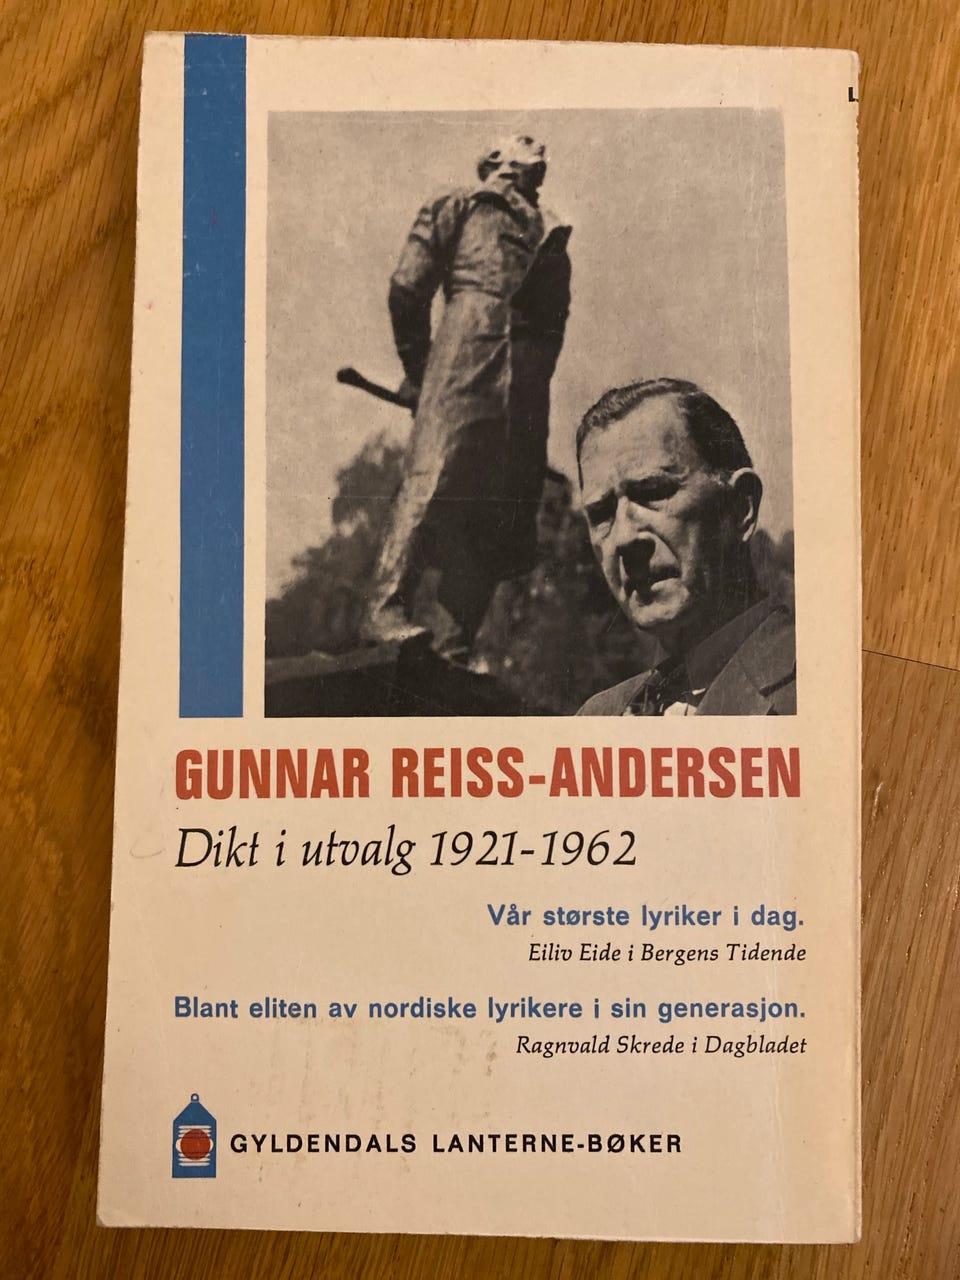 GUNNAR REISS-ANDERSEN
Dikt i utvalg 1921-1962
Vår største lyriker i dag.
Eiliv Eide i Bergens Tidende
Blant eliten av nordiske lyrikere i sin generasjon.
Ragnvald Skrede i Dagbladet
GYLDENDALS LANTERNE-BØKER